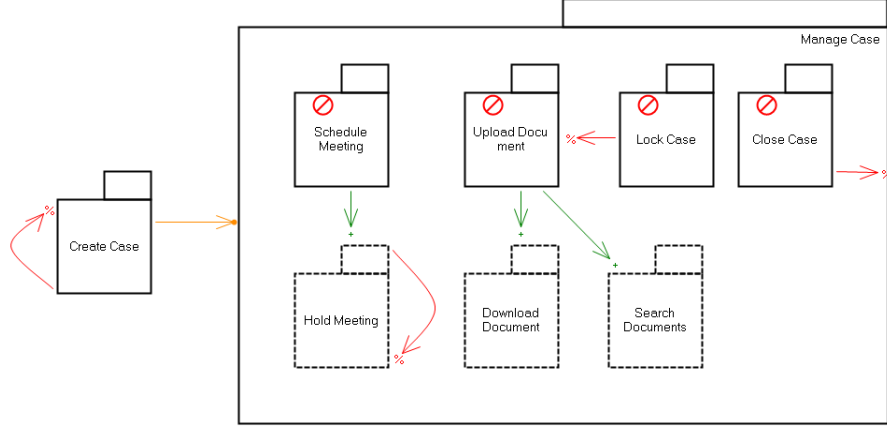 Manage Case
Schedule
Meeting
Upload Docu
ment
%
Lock Case
Close Case
%
%
Create Case
+
+
+
Hold Meeting
Download
Document
Search
Documents
%